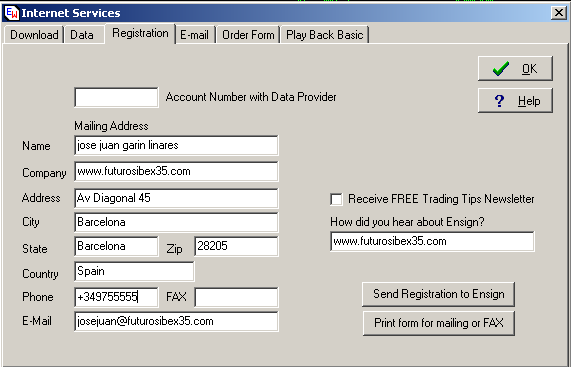 EW Internet Services
Download Data Registration E-mail Order Form Play Back Basic
OK
Account Number with Data Provider
? Help
Mailing Address
Name jose juan garin linares
Company www.futurosibex35.com
Address Av Diagonal 45
Receive FREE Trading Tips Newsletter
City Barcelona
How did you hear about Ensign?
State Barcelona Zip 28205
www.futurosibex35.com
Country Spain
Phone +349755555 FAX
Send Registration to Ensign
E-Mail josejuan@futurosibex35.com
Print form for mailing or FAX